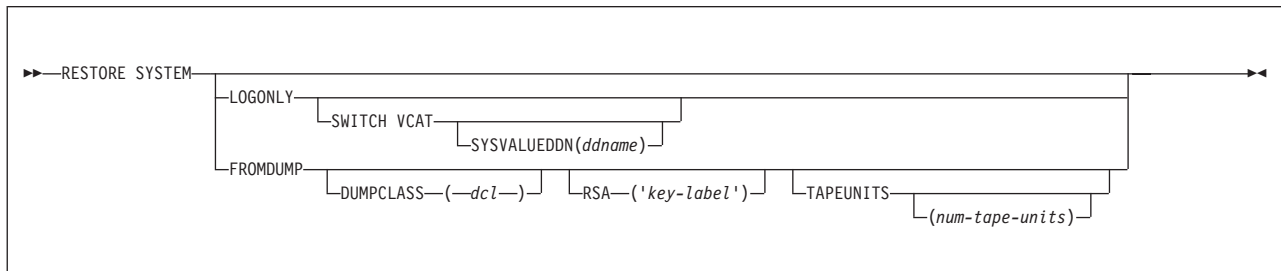 RESTORE SYSTEM
LOGONLY
SWITCH VCAT
SYSVALUEDDN(ddname)
FROMDUMP
DUMPCLASS (dcl) RSA ('key-label') TAPEUNITS
(num-tape-units)